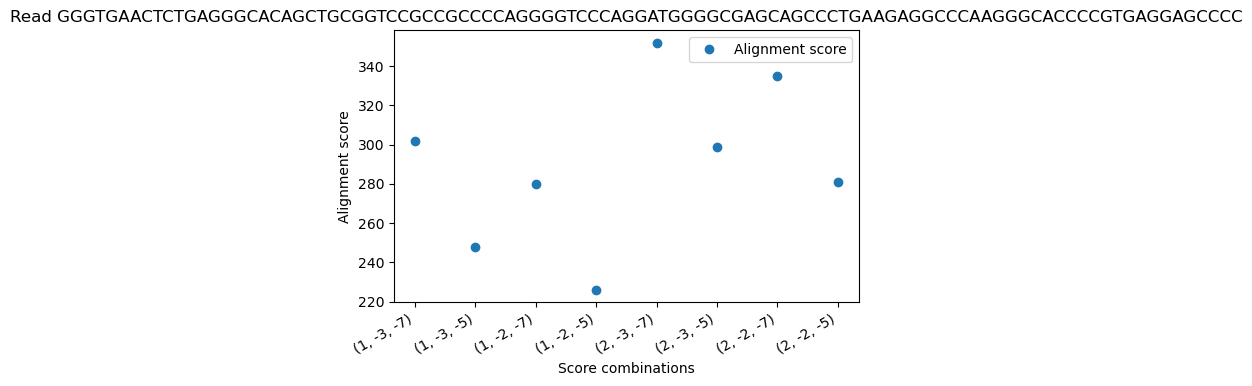 Read GGGTGAACTCTGAGGGCACAGCTGCGGTCCGCCGCCCCAGGGGTCCCAGGATGGGGCGAGCAGCCCTGAAGAGGCCCAAGGGCACCCCGTGAGGAGCCCC
Alignment score
340
320
300
280
260
240
220
Alignment score
(1, -3, -7)
(1, -3, -5)
(1, -2, -7)
(1, -2, -5)
(2, -3, -7)
(2, -3, -5)
(2, -2, -7)
(2, -2, -5)
Score combinations